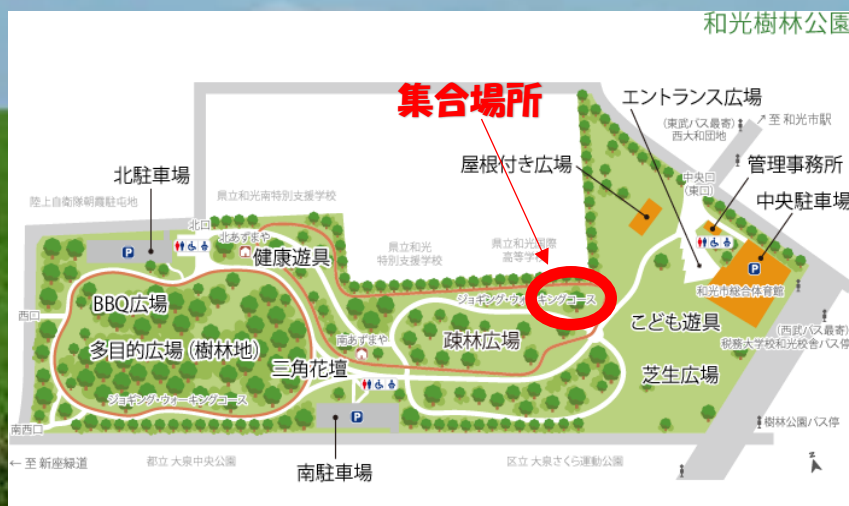 和光樹林公園
集合場所
エントランス広場
(東武バス最寄)
西大和団地
↗至 和光市駅
屋根付き広場
管理事務所
中央口
(東口)
中央駐車場
北駐車場
陸上自衛隊朝霞駐屯地
県立和光南特別支援学校
北口
北あずまや
健康遊具
県立和光
特別支援学校
県立和光国際
高等学
P
P
和光市総合体育館
ジョギング・ウォーキングコース
BBQ広場
西口
こども遊具
(西武バス最寄)
税務大学校和光校舎バス停
多目的広場(樹林地)
南あずまや
疎林広場
三角花壇
芝生広場
ジョギング・ウォーキングコース
P
樹林公園バス停
南西口
← 至 新座緑道
都立 大泉中央公園
南駐車場
区立 大泉さくら運動公園
N